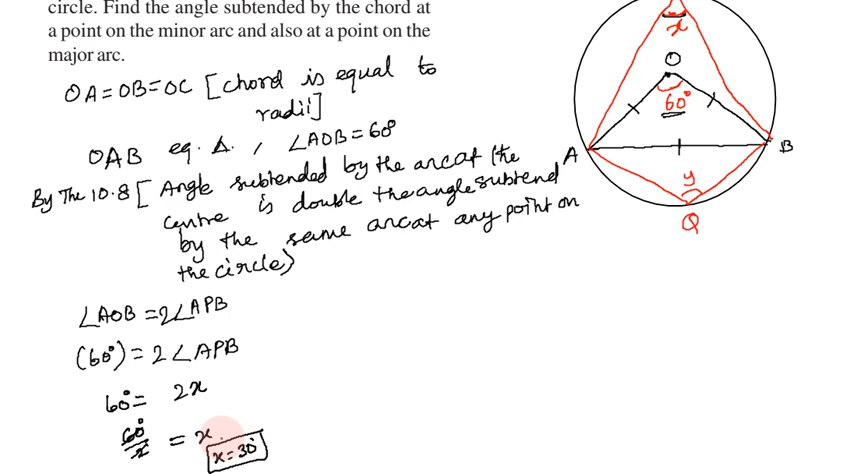 circle. Find the angle subtended by the chord at
a point on the minor arc and also at a point on the
major arc.
OA=OB=OC [chord is equal to
radii]
OAB eq. Δ. , ∠AOB=60°
By The 10.8 [Angle subtended by the arc at (the
centre is double the angle subtend
by the same arc at any point on
the circle)
∠AOB = 2∠APB
(60°) = 2∠APB
60° = 2x
60°/2 = x.
x=30°
x
O
60°
A
B
y
Q